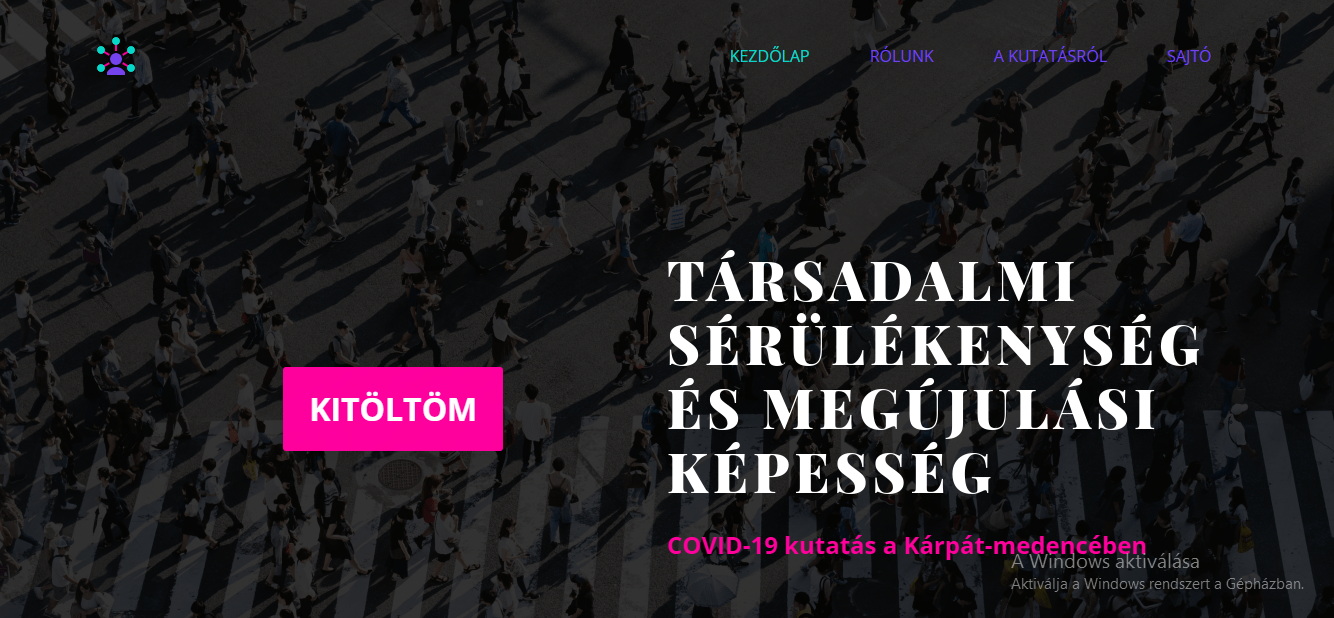 KEZDŐLAP RÓLUNK A KUTATÁSRÓL SAJTÓ
TÁRSADALMI
SÉRÜLÉKENYSÉG
ÉS MEGÚJULÁSI
KÉPESSÉG
KITÖLTÖM
COVID-19 kutatás a Kárpát-medencében
A Windows aktiválása
Aktiválja a Windows rendszert a Gépházban.